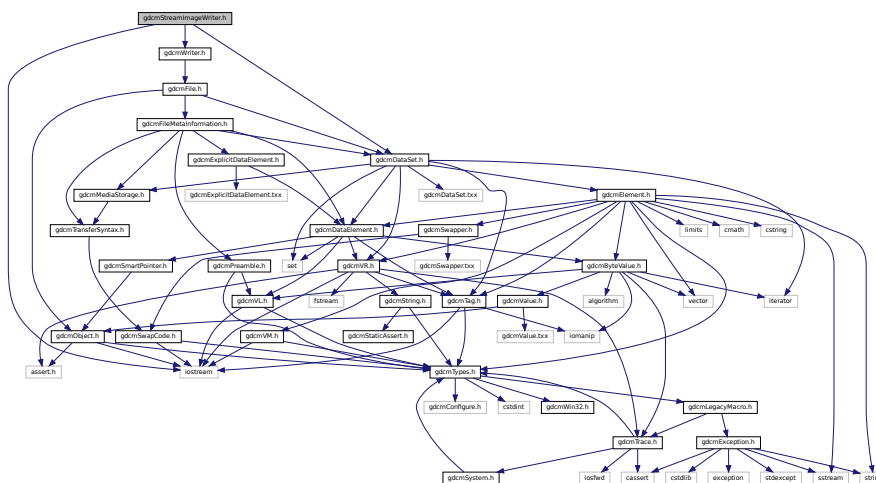 gdcmStreamImageWriter.h
gdcmWriter.h
gdcmFile.h
gdcmFileMetaInformation.h
gdcmExplicitDataElement.h
gdcmDataSet.h
gdcmMediaStorage.h
gdcmExplicitDataElement.txx
gdcmDataSet.txx
gdcmElement.h
gdcmTransferSyntax.h
gdcmDataElement.h
gdcmSwapper.h
limits
cmath
cstring
gdcmSmartPointer.h
gdcmPreamble.h
set
gdcmVR.h
gdcmSwapper.txx
gdcmByteValue.h
gdcmVL.h
fstream
gdcmString.h
gdcmTag.h
gdcmValue.h
algorithm
vector
iterator
gdcmObject.h
gdcmSwapCode.h
gdcmVM.h
gdcmStaticAssert.h
gdcmValue.txx
iomanip
assert.h
iostream
gdcmTypes.h
gdcmConfigure.h
cstdint
gdcmWin32.h
gdcmLegacyMacro.h
gdcmTrace.h
gdcmException.h
gdcmSystem.h
iosfwd
cassert
cstdlib
exception
stdexcept
sstream